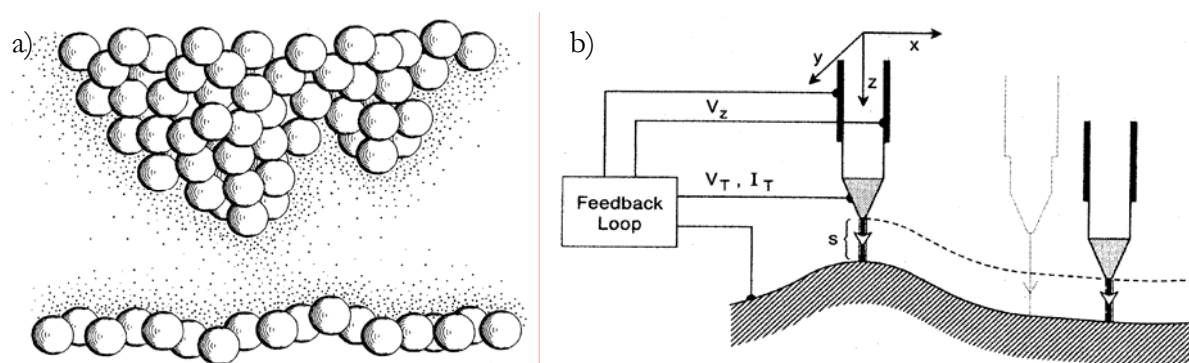 a)
b)
x
y
z
V_z
V_T , I_T
Feedback
Loop
s